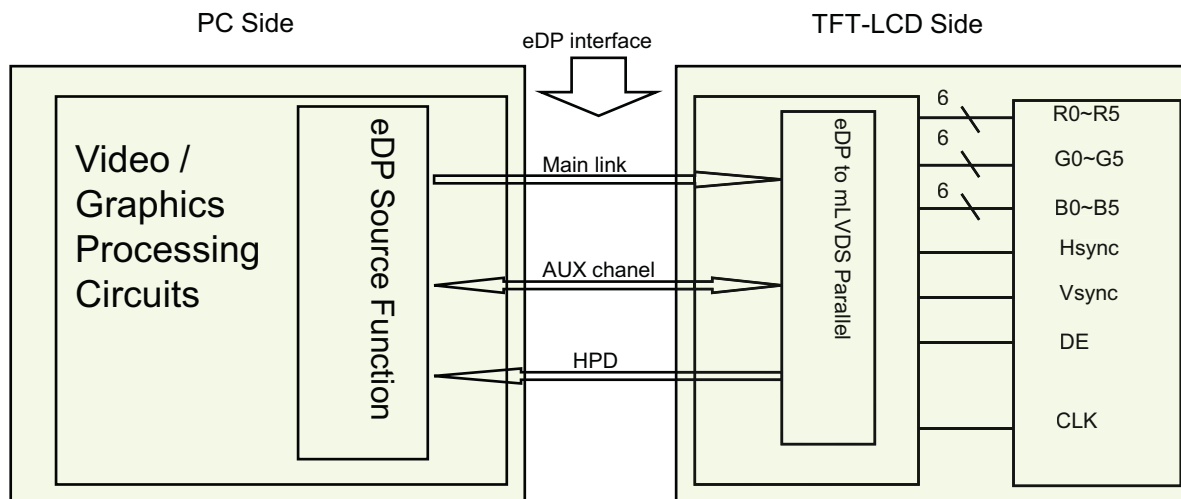 PC Side
eDP interface
TFT-LCD Side
Video /
Graphics
Processing
Circuits
eDP Source Function
Main link
AUX chanel
HPD
eDP to mLVDS Parallel
6
R0~R5
6
G0~G5
6
B0~B5
Hsync
Vsync
DE
CLK